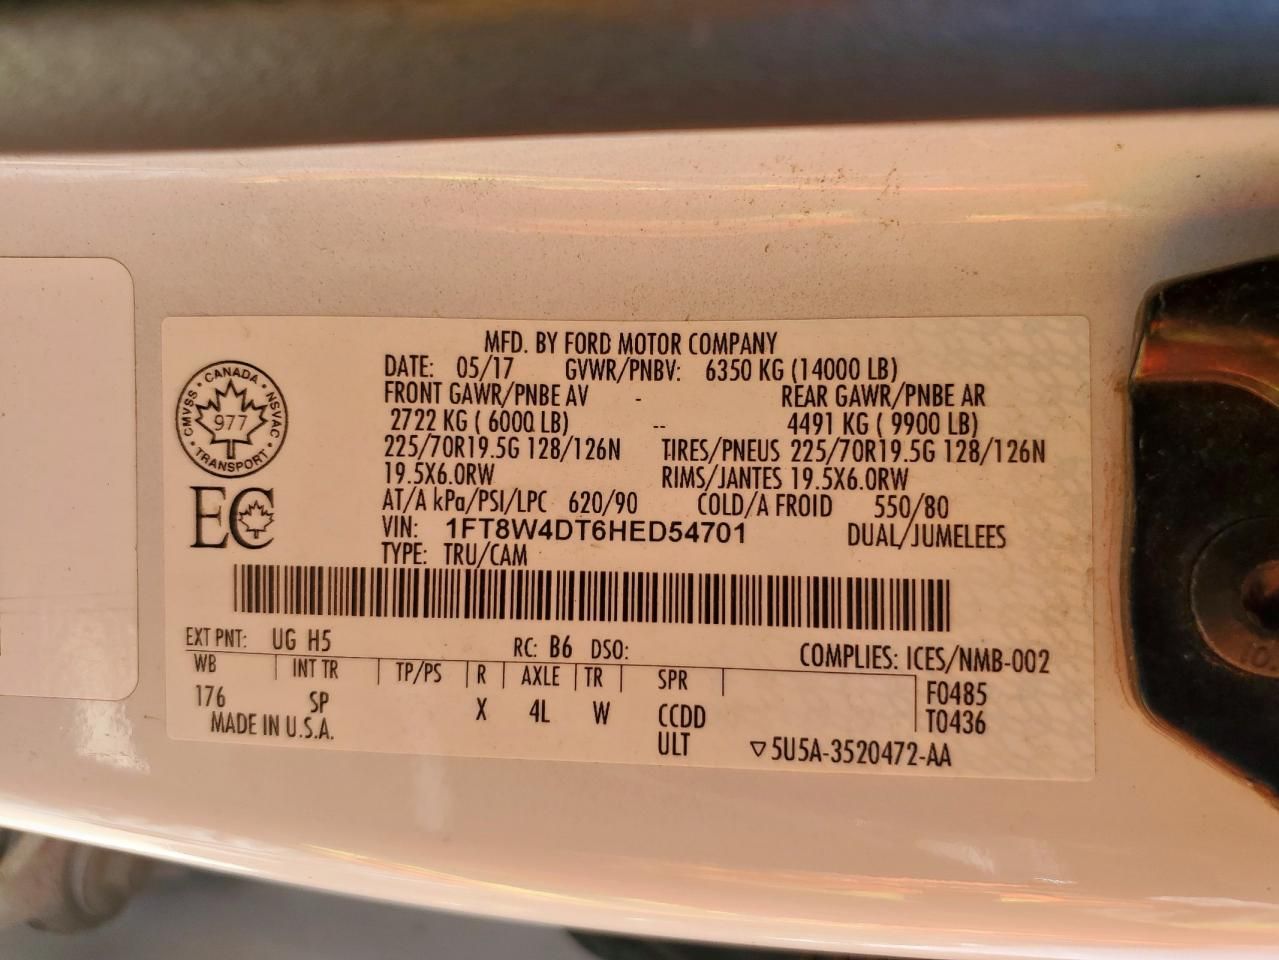 MFD. BY FORD MOTOR COMPANY
DATE: 05/17 GVWR/PNBV: 6350 KG (14000 LB)
FRONT GAWR/PNBE AV - REAR GAWR/PNBE AR
2722 KG ( 6000 LB) -- 4491 KG ( 9900 LB)
225/70R19.5G 128/126N TIRES/PNEUS 225/70R19.5G 128/126N
19.5X6.0RW RIMS/JANTES 19.5X6.0RW
AT/A kPa/PSI/LPC 620/90 COLD/A FROID 550/80
VIN: 1FT8W4DT6HED54701 DUAL/JUMELEES
TYPE: TRU/CAM
CANADA
CMVSS • NSVAC
977
TRANSPORT
EC
EXT PNT: UG H5 RC: B6 DSO: COMPLIES: ICES/NMB-002
WB INT TR TP/PS R AXLE TR SPR F0485
176 SP X 4L W CCDD T0436
MADE IN U.S.A. ULT ▽5U5A-3520472-AA